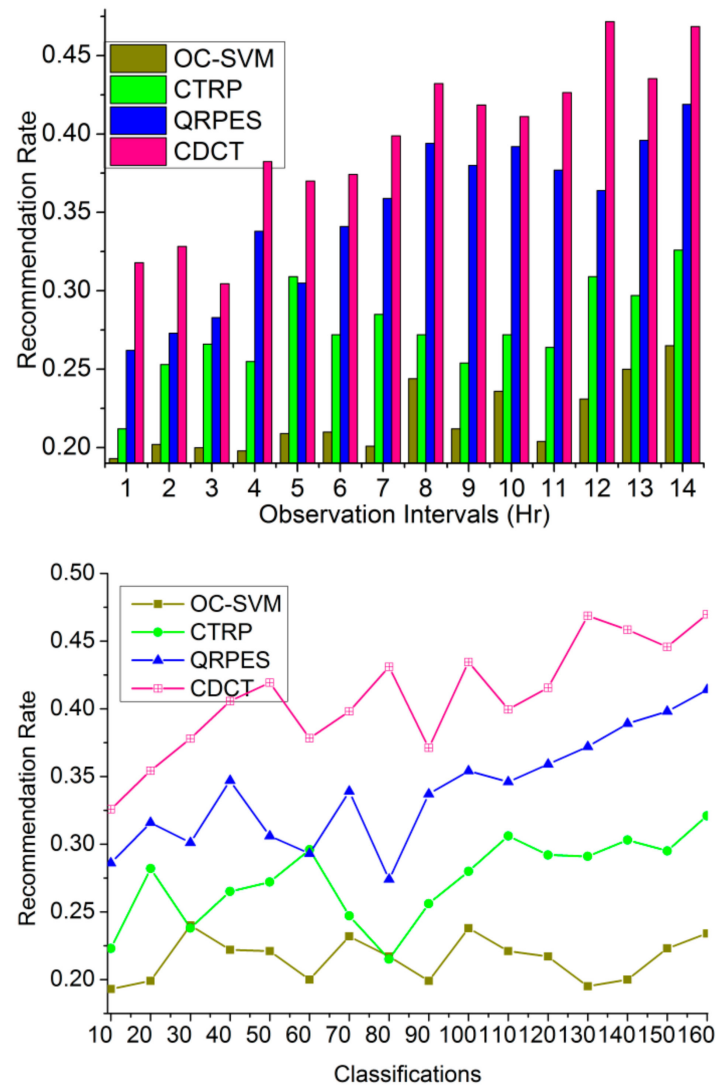 0.45
0.40
0.35
0.30
0.25
0.20
Recommendation Rate
OC-SVM
CTRP
QRPES
CDCT
1 2 3 4 5 6 7 8 9 10 11 12 13 14
Observation Intervals (Hr)
0.50
0.45
0.40
0.35
0.30
0.25
0.20
Recommendation Rate
OC-SVM
CTRP
QRPES
CDCT
10 20 30 40 50 60 70 80 90 100 110 120 130 140 150 160
Classifications